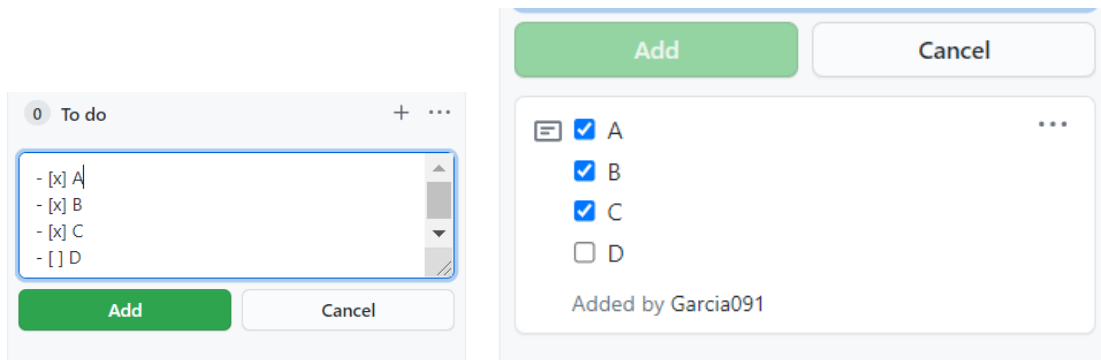 0 To do
- [x] A
- [x] B
- [x] C
- [ ] D
Add Cancel
Add Cancel
A
B
C
D
Added by Garcia091